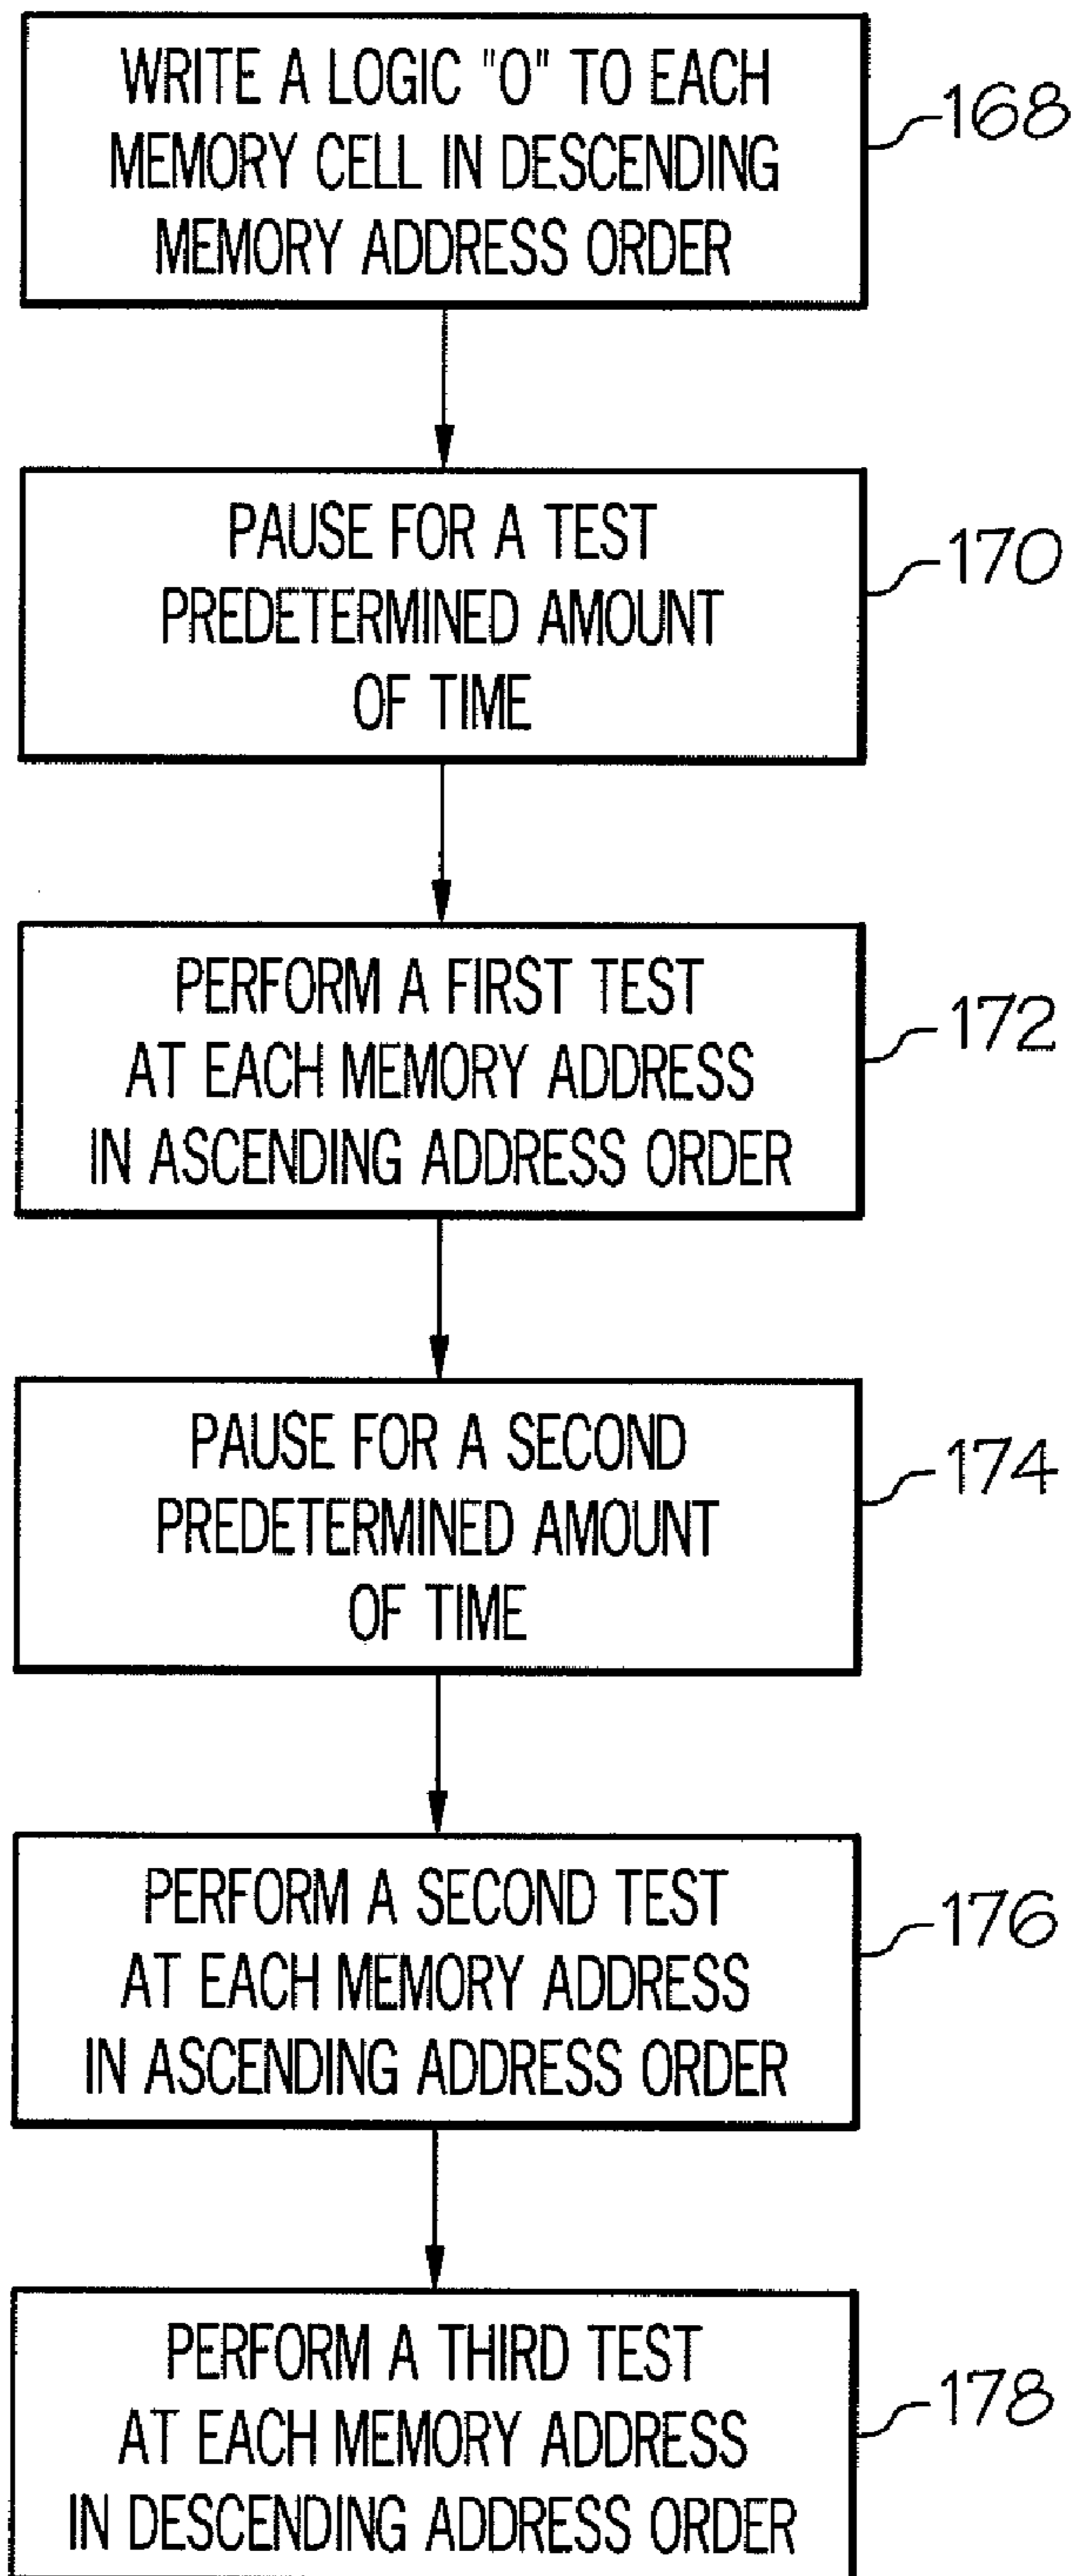 WRITE A LOGIC "0" TO EACH
MEMORY CELL IN DESCENDING
MEMORY ADDRESS ORDER
168
PAUSE FOR A TEST
PREDETERMINED AMOUNT
OF TIME
170
PERFORM A FIRST TEST
AT EACH MEMORY ADDRESS
IN ASCENDING ADDRESS ORDER
172
PAUSE FOR A SECOND
PREDETERMINED AMOUNT
OF TIME
174
PERFORM A SECOND TEST
AT EACH MEMORY ADDRESS
IN ASCENDING ADDRESS ORDER
176
PERFORM A THIRD TEST
AT EACH MEMORY ADDRESS
IN DESCENDING ADDRESS ORDER
178